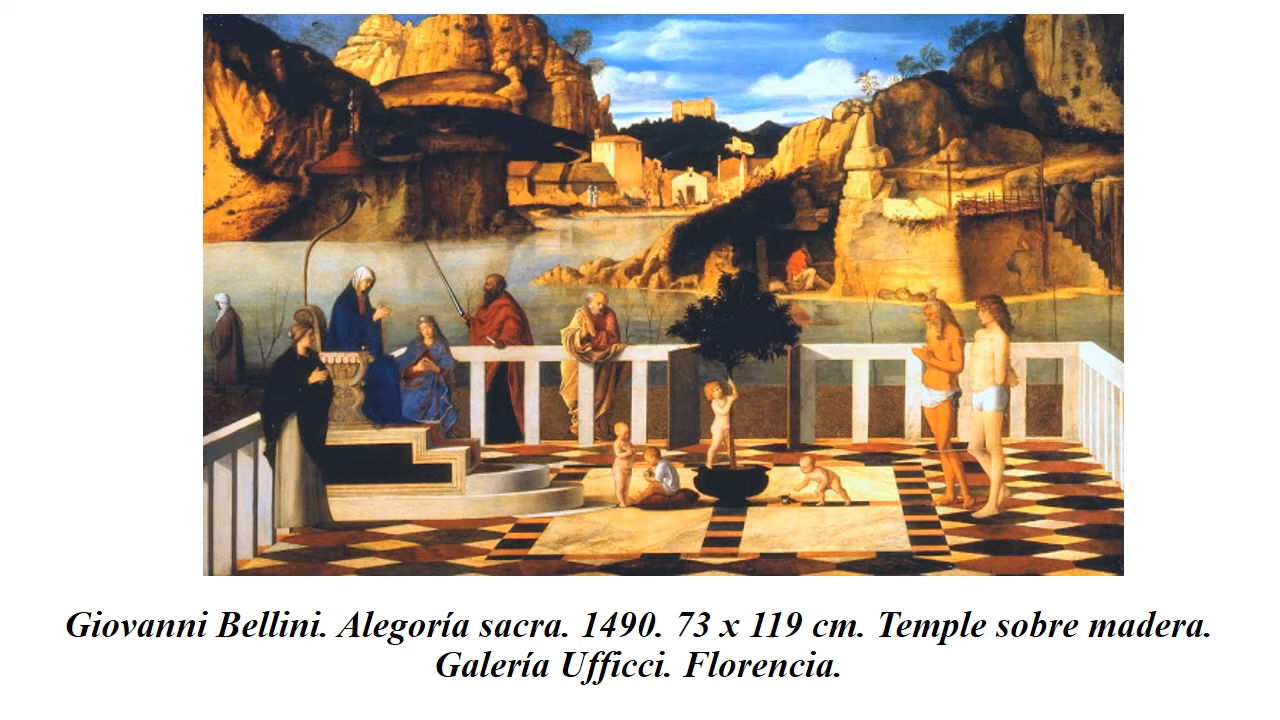 Giovanni Bellini. Alegoría sacra. 1490. 73 x 119 cm. Temple sobre madera.
Galería Ufficci. Florencia.